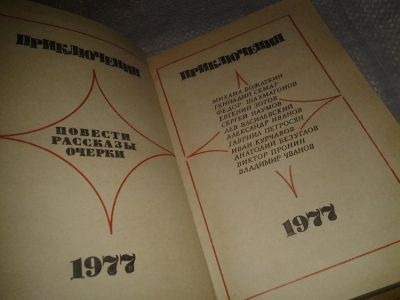 ПРИКЛЮЧЕНИЯ
ПОВЕСТИ
РАССКАЗЫ
ОЧЕРКИ
1977
ПРИКЛЮЧЕНИЯ
МИХАИЛ БОЖАТКИН
ГЕННАДИЙ СЕМАР
ФЕДОР ШАХМАГОНОВ
ЕВГЕНИЙ ЗОТОВ
СЕРГЕЙ НАУМОВ
ЛЕВ ВАСИЛЕВСКИЙ
АЛЕКСАНДР ИВАНОВ
ГАВРИИЛ ПЕТРОСЯН
ИВАН КУРЧАВОВ
АНАТОЛИЙ БЕЗУГЛОВ
ВИКТОР ПРОНИН
ВЛАДИМИР ЧВАНОВ
1977